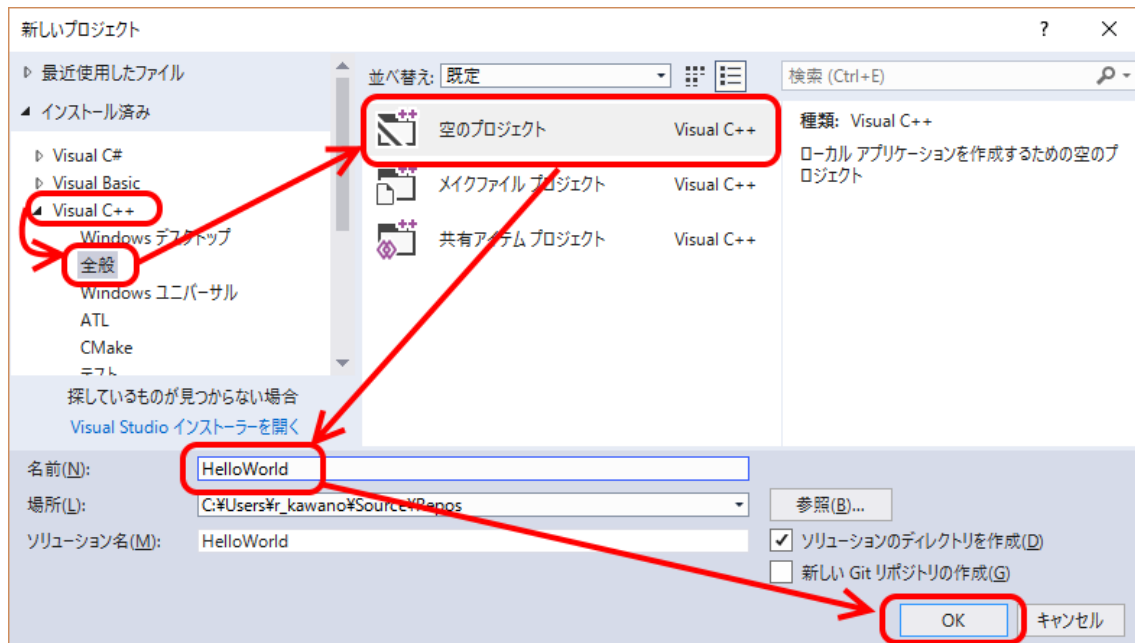 新しいプロジェクト
?
最近使用したファイル
インストール済み
Visual C#
Visual Basic
Visual C++
Windows デスクトップ
全般
Windows ユニバーサル
ATL
CMake
テスト
探しているものが見つからない場合
Visual Studio インストーラーを開く
並べ替え: 既定
空のプロジェクト Visual C++
メイクファイル プロジェクト Visual C++
共有アイテム プロジェクト Visual C++
検索 (Ctrl+E)
種類: Visual C++
ローカル アプリケーションを作成するための空のプ
ロジェクト
名前(N): HelloWorld
場所(L): C:¥Users¥r_kawano¥Source¥Repos
参照(B)...
ソリューション名(M): HelloWorld
ソリューションのディレクトリを作成(D)
新しい Git リポジトリの作成(G)
OK キャンセル